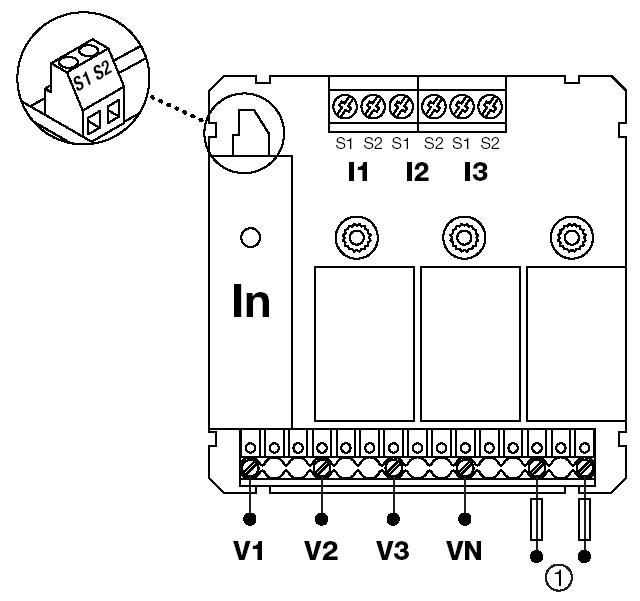 S1 S2
S1 S2 S1 S2 S1 S2
I1 I2 I3
In
V1 V2 V3 VN
1